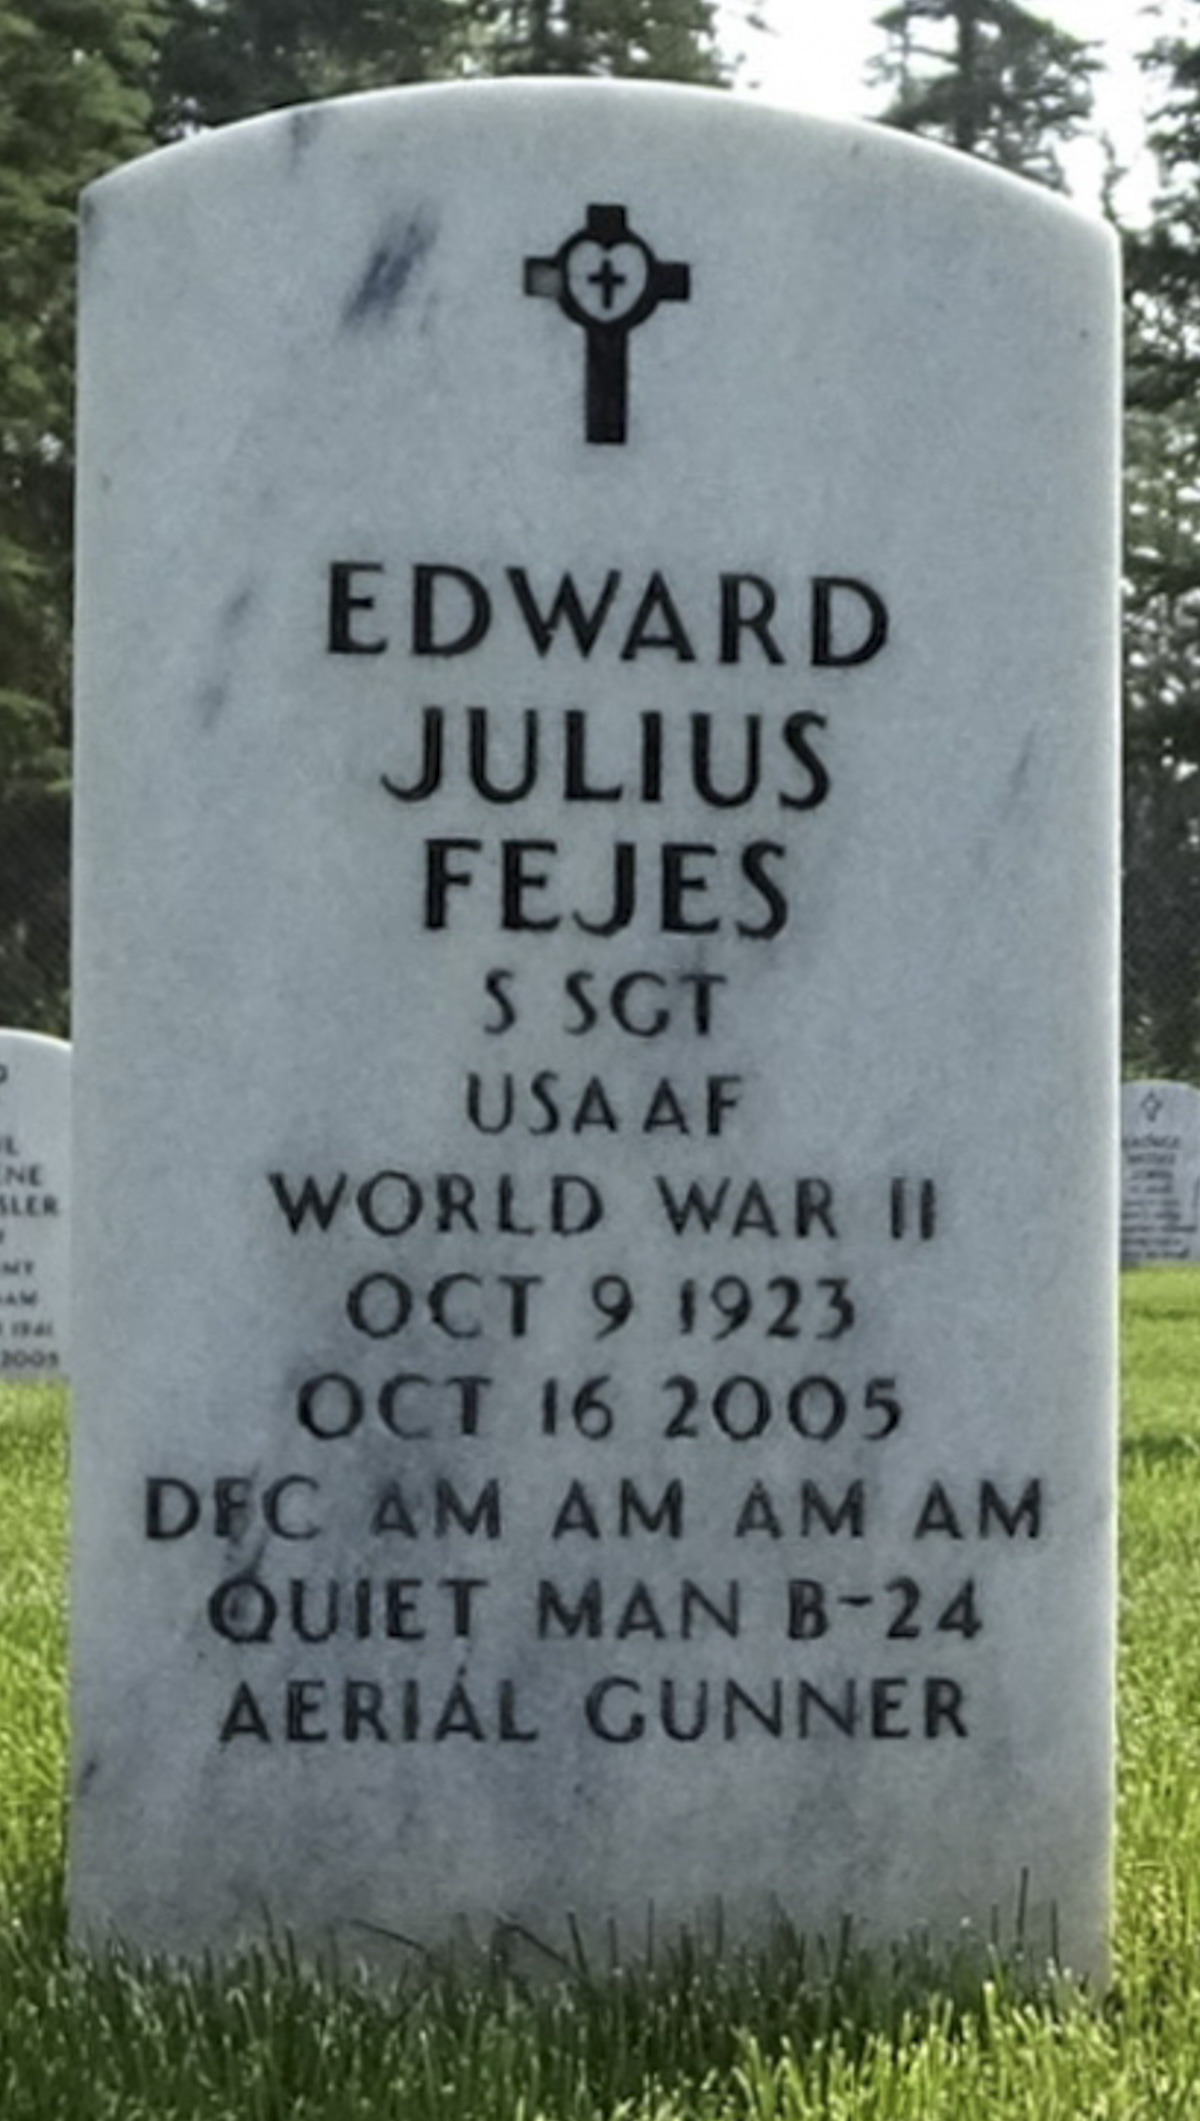 EDWARD
JULIUS
FEJES
S SGT
USAAF
WORLD WAR II
OCT 9 1923
OCT 16 2005
DFC AM AM AM AM
QUIET MAN B-24
AERIAL GUNNER
2005